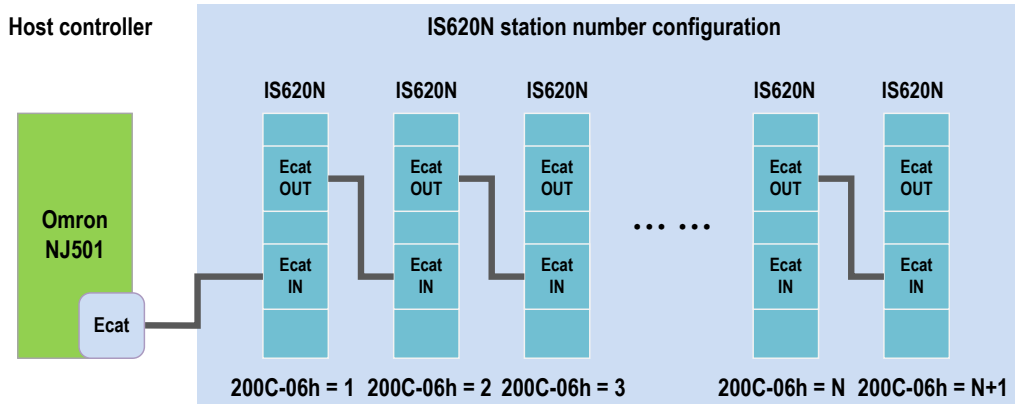 Host controller
IS620N station number configuration
IS620N
IS620N
IS620N
IS620N
IS620N
Ecat
OUT
Ecat
OUT
Ecat
OUT
Ecat
OUT
Ecat
OUT
Omron
NJ501
... ...
Ecat
IN
Ecat
IN
Ecat
IN
Ecat
IN
Ecat
IN
Ecat
200C-06h = 1
200C-06h = 2
200C-06h = 3
200C-06h = N
200C-06h = N+1